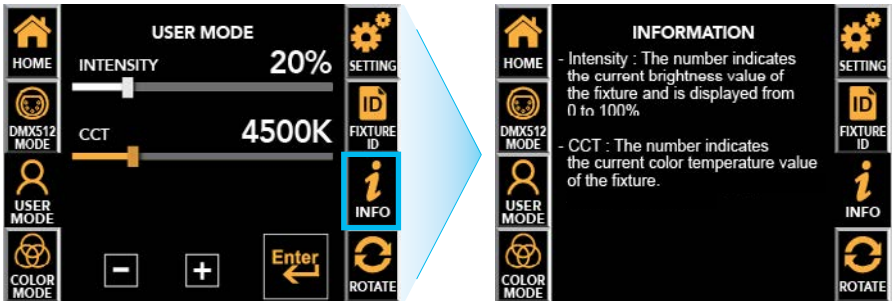 HOME
DMX512
MODE
USER
MODE
COLOR
MODE
USER MODE
INTENSITY 20%
CCT 4500K
-
+
Enter
SETTING
ID
FIXTURE
ID
i
INFO
ROTATE
HOME
DMX512
MODE
USER
MODE
COLOR
MODE
INFORMATION
- Intensity : The number indicates
the current brightness value of
the fixture and is displayed from
0 to 100%
- CCT : The number indicates
the current color temperature value
of the fixture.
SETTING
ID
FIXTURE
ID
i
INFO
ROTATE